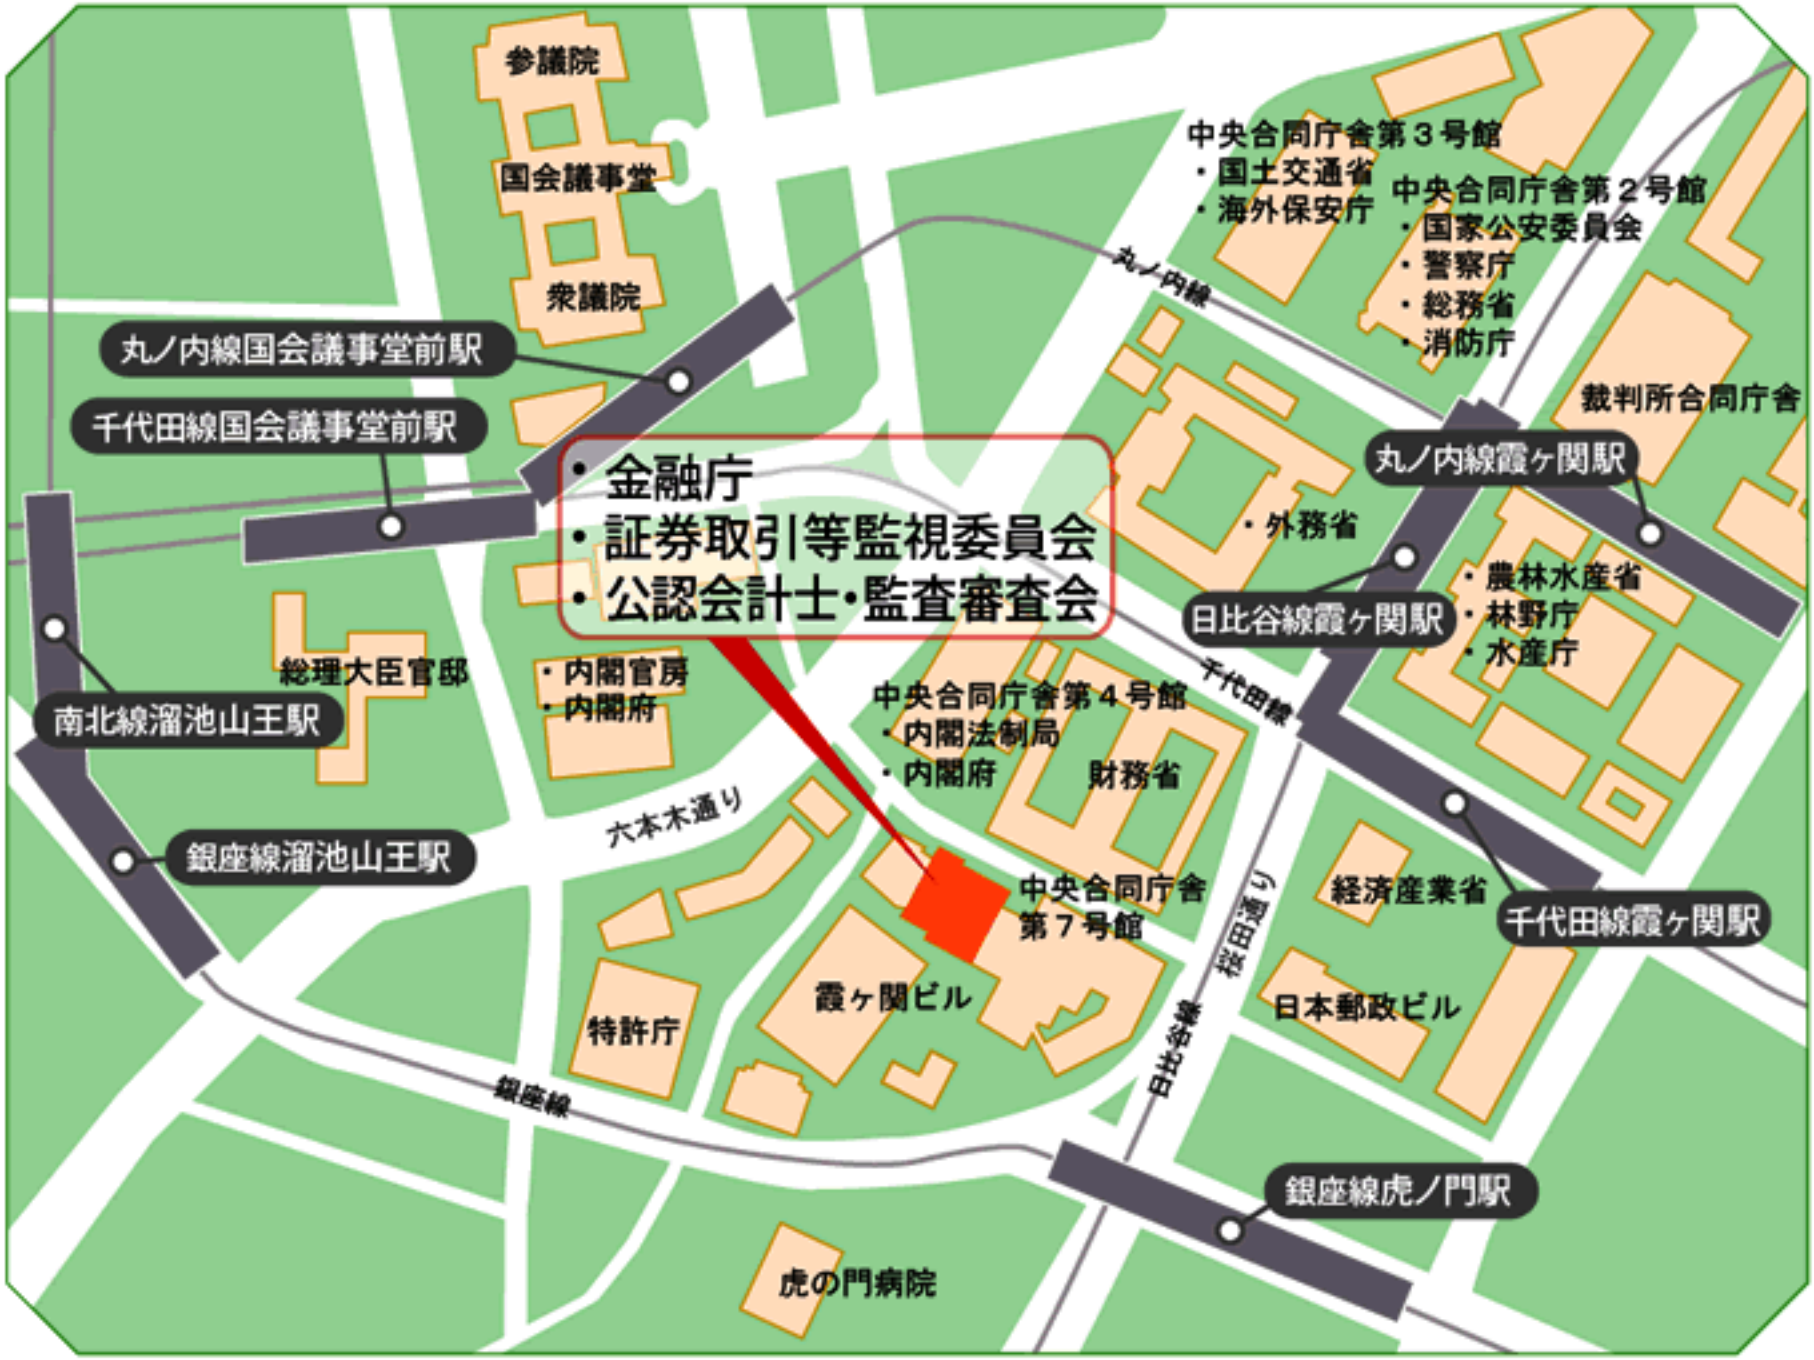 参議院
国会議事堂
衆議院
中央合同庁舎第３号館
・国土交通省
・海外保安庁
中央合同庁舎第２号館
・国家公安委員会
・警察庁
・総務省
・消防庁
丸ノ内線
丸ノ内線国会議事堂前駅
千代田線国会議事堂前駅
裁判所合同庁舎
丸ノ内線霞ヶ関駅
・金融庁
・証券取引等監視委員会
・公認会計士・監査審査会
・外務省
日比谷線霞ヶ関駅
・農林水産省
・林野庁
・水産庁
総理大臣官邸
・内閣官房
・内閣府
南北線溜池山王駅
千代田線
中央合同庁舎第４号館
・内閣法制局
・内閣府
財務省
六本木通り
銀座線溜池山王駅
中央合同庁舎
第７号館
桜田通り
経済産業省
千代田線霞ヶ関駅
霞ヶ関ビル
特許庁
日本郵政ビル
日比谷線
銀座線
銀座線虎ノ門駅
虎の門病院